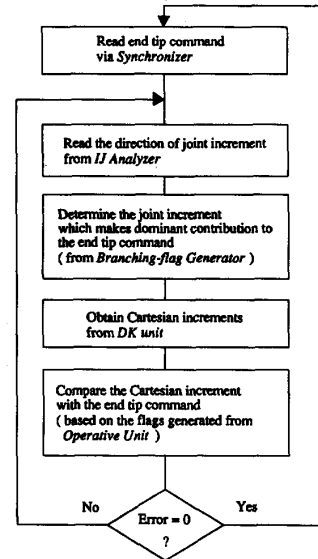 Read end tip command
via Synchronizer
Read the direction of joint increment
from IJ Analyzer
Determine the joint increment
which makes dominant contribution to
the end tip command
( from Branching-flag Generator )
Obtain Cartesian increments
from DK unit
Compare the Cartesian increment
with the end tip command
( based on the flags generated from
Operative Unit )
No
Yes
Error = 0
?